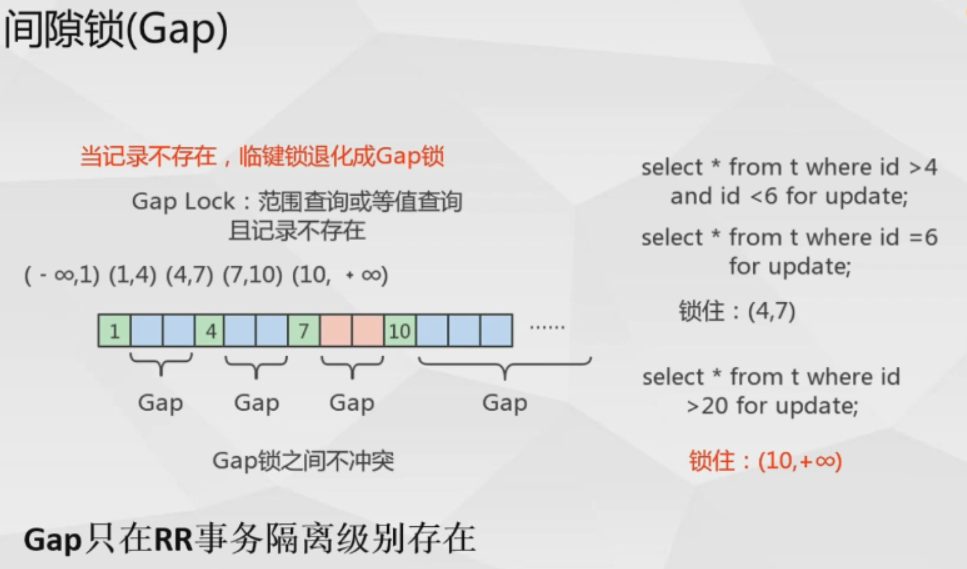 间隙锁(Gap)
当记录不存在，临键锁退化成Gap锁
Gap Lock：范围查询或等值查询
且记录不存在
( - ∞,1) (1,4) (4,7) (7,10) (10, + ∞)
1 4 7 10 ······
Gap Gap Gap Gap
Gap锁之间不冲突
select * from t where id >4
and id <6 for update;
select * from t where id =6
for update;
锁住：(4,7)
select * from t where id
>20 for update;
锁住：(10,+∞)
Gap只在RR事务隔离级别存在